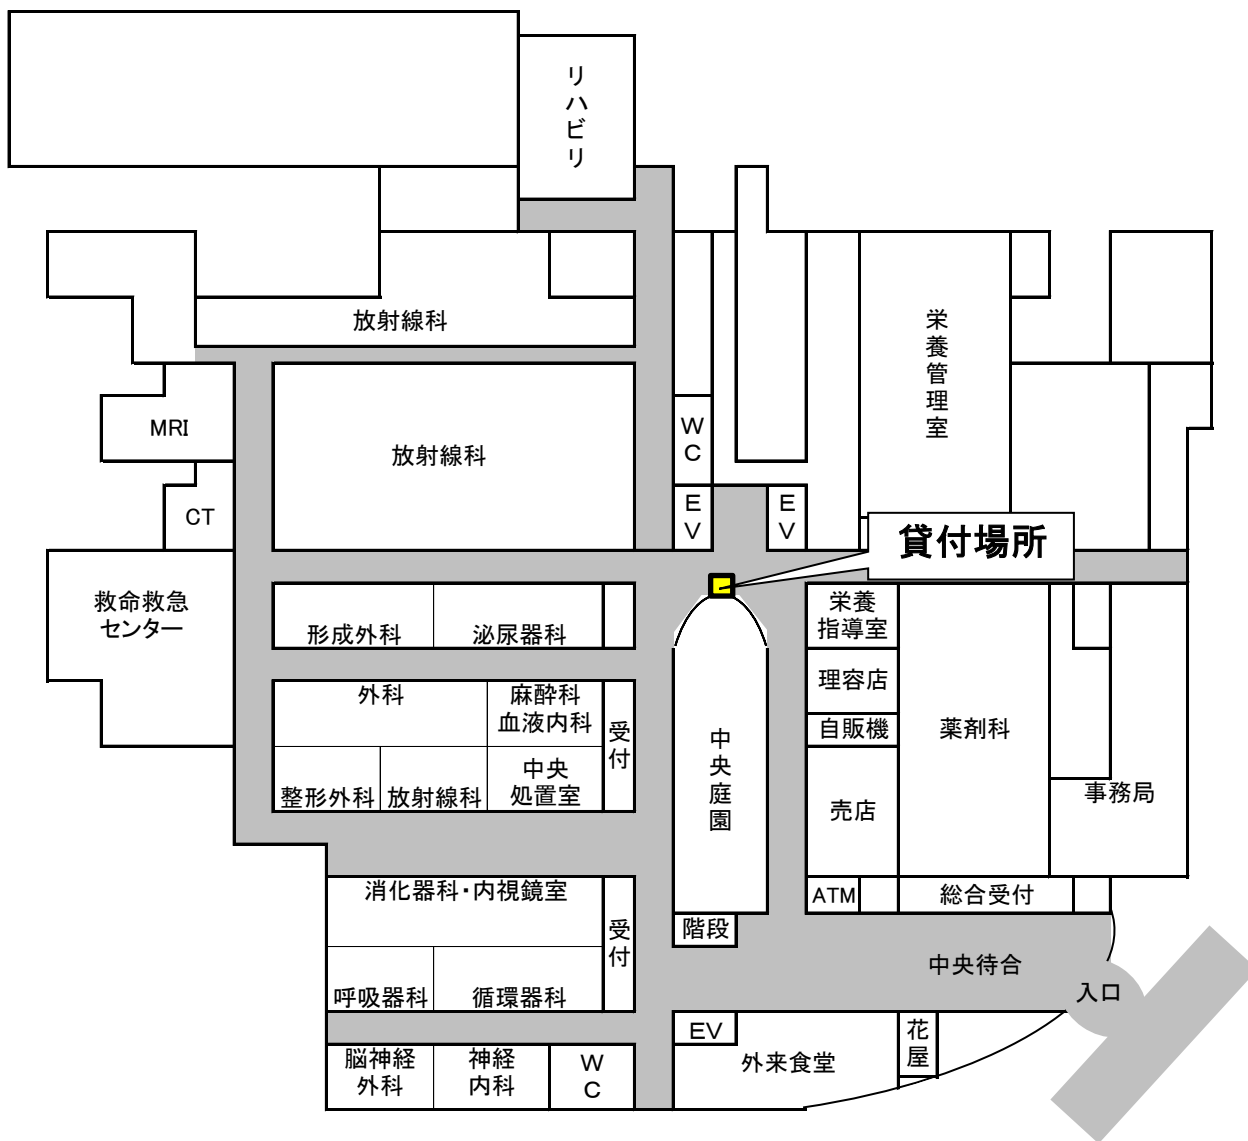 リハビリ
放射線科
栄養管理室
MRI
放射線科
WC
CT
EV
EV
貸付場所
救命救急
センター
形成外科
泌尿器科
栄養
指導室
外科
麻酔科
血液内科
受付
理容店
自販機
薬剤科
中央庭園
整形外科
放射線科
中央
処置室
売店
事務局
消化器科・内視鏡室
受付
ATM
総合受付
階段
中央待合
呼吸器科
循環器科
入口
EV
花屋
外来食堂
脳神経
外科
神経
内科
WC